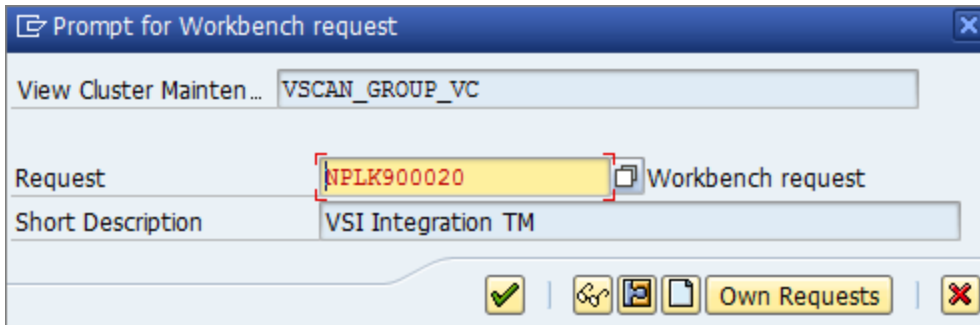 Prompt for Workbench request
View Cluster Mainten… VSCAN_GROUP_VC
Request NPLK900020 Workbench request
Short Description VSI Integration TM
Own Requests